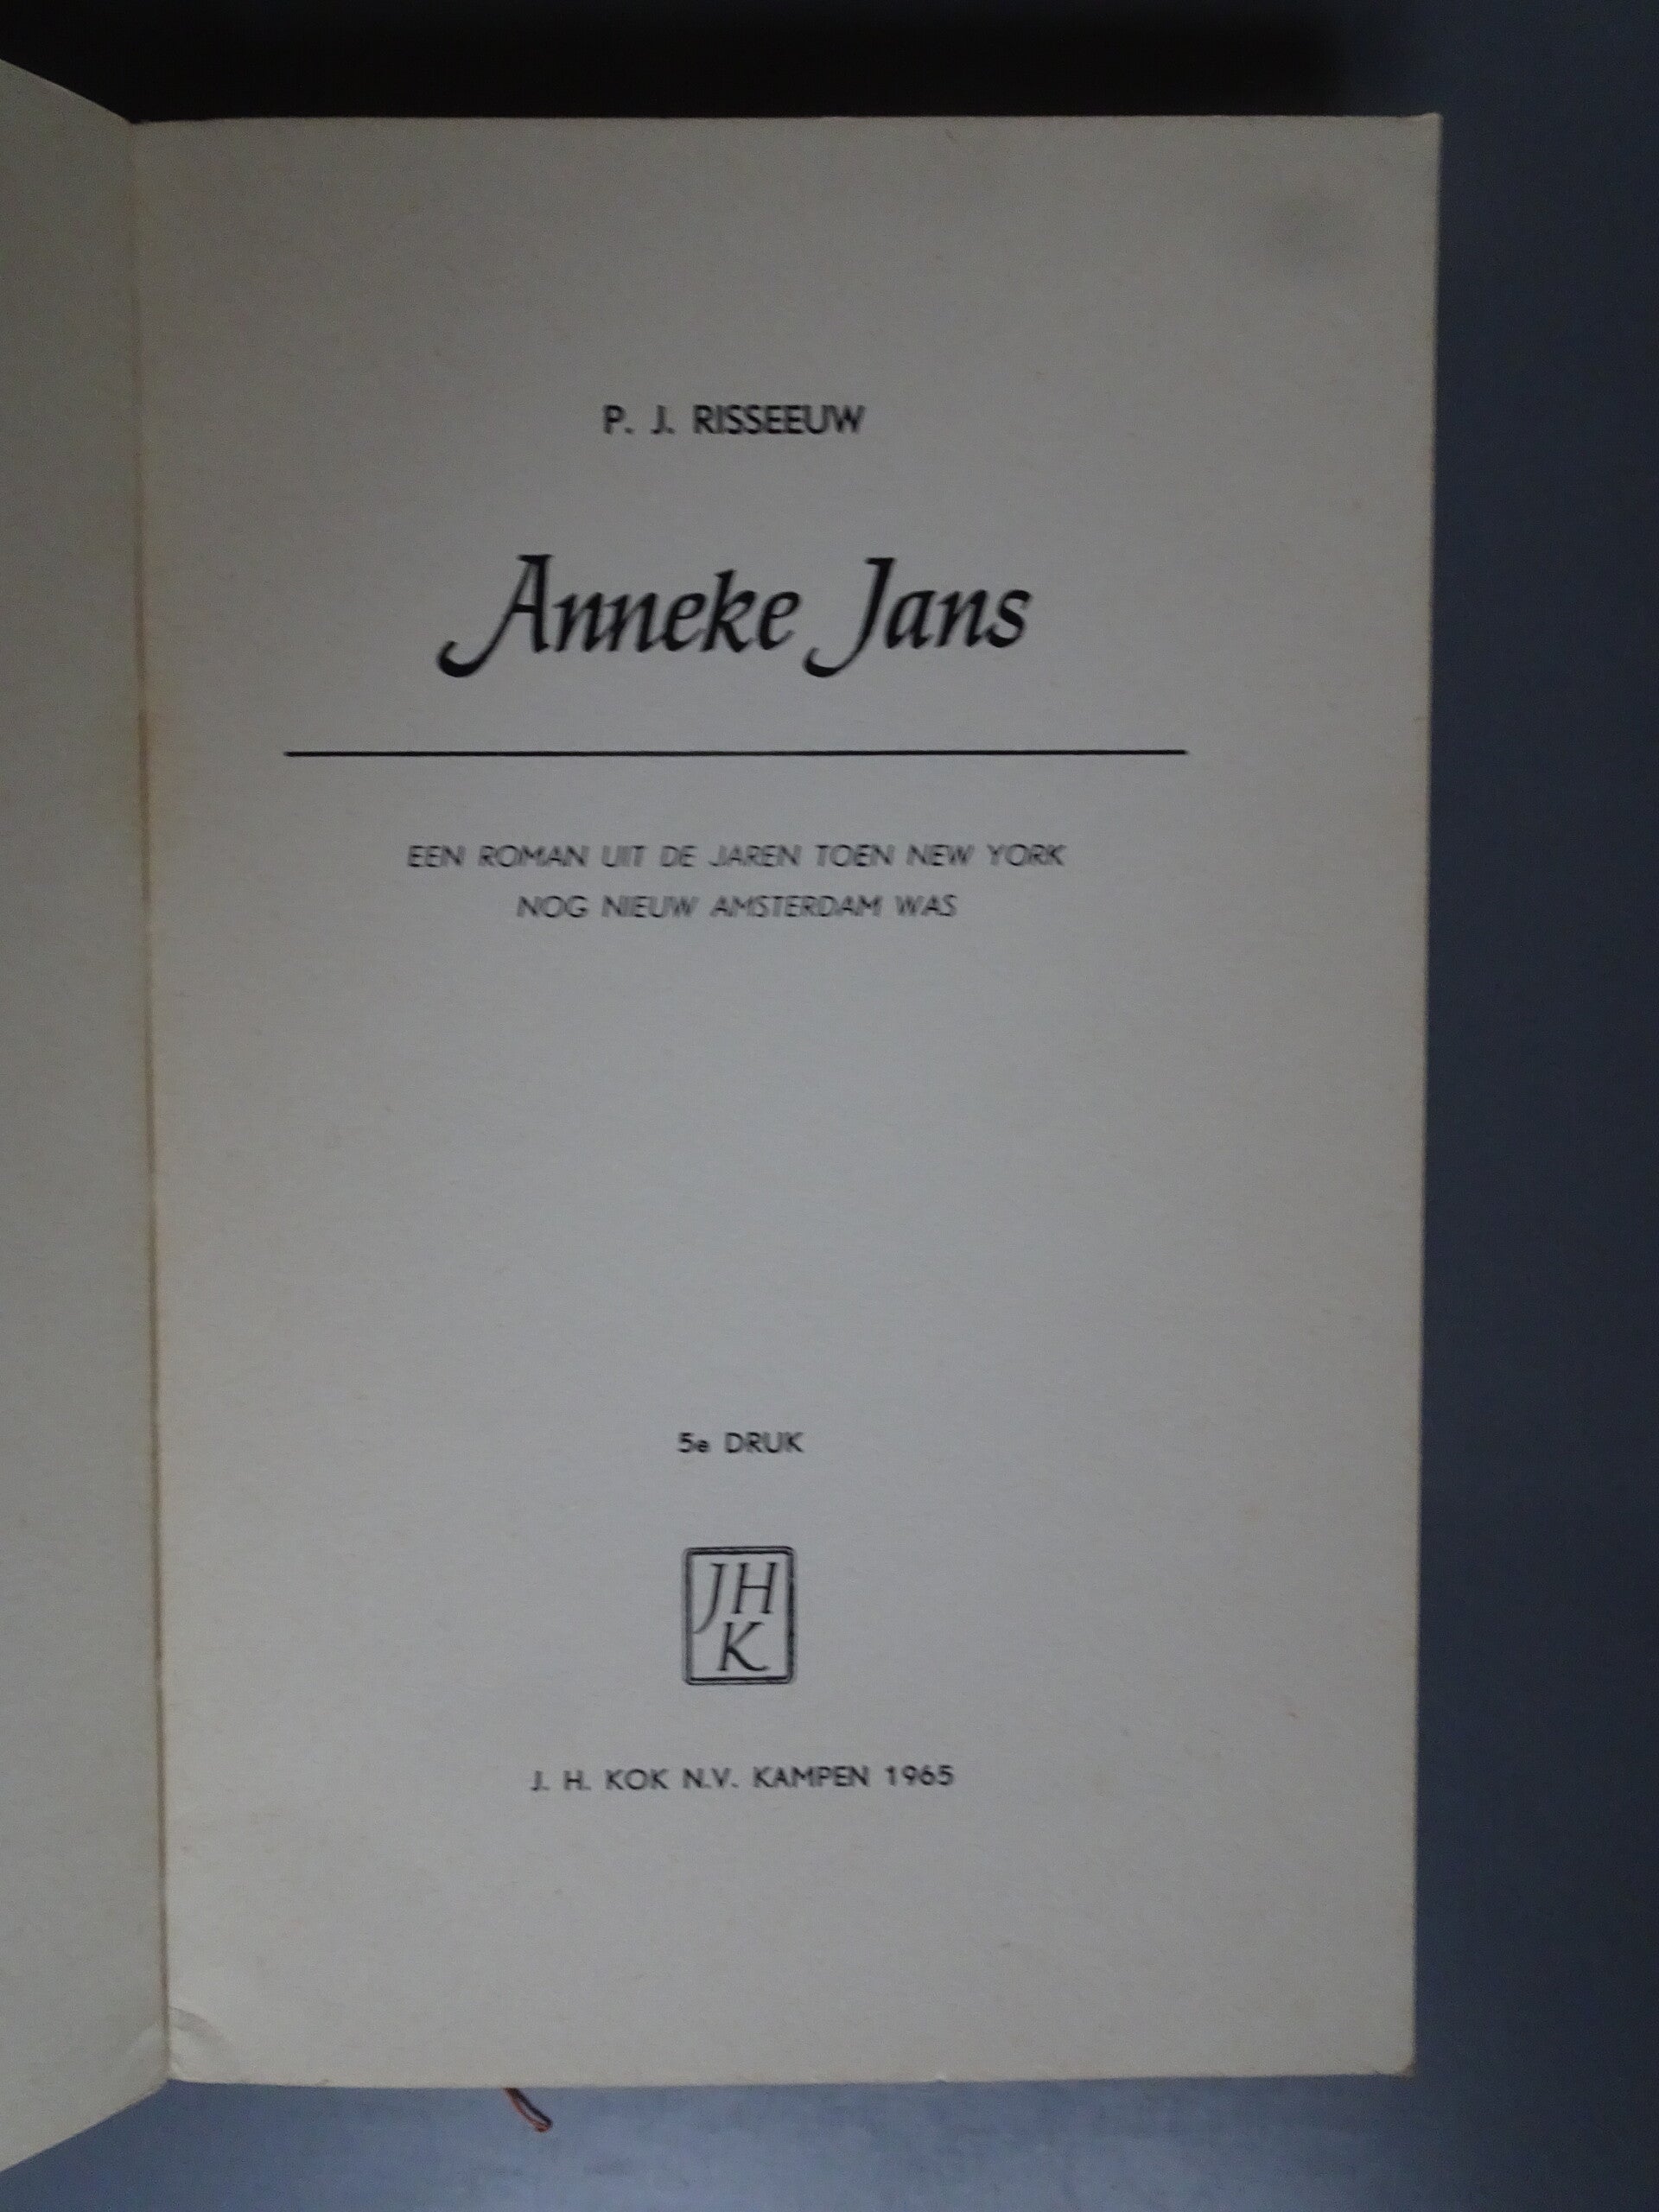 P. J. RISSEEUW
Anneke Jans
EEN ROMAN UIT DE JAREN TOEN NEW YORK
NOG NIEUW AMSTERDAM WAS
5e DRUK
JH
K
J. H. KOK N.V. KAMPEN 1965